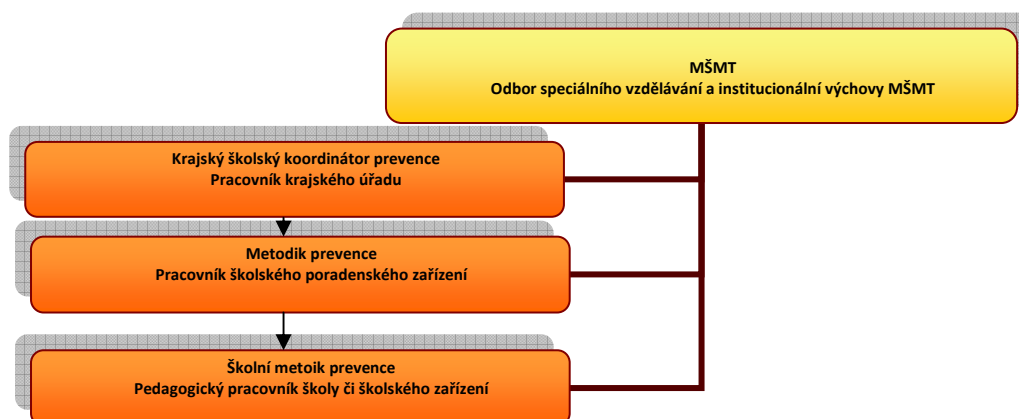 MŠMT
Odbor speciálního vzdělávání a institucionální výchovy MŠMT
Krajský školský koordinátor prevence
Pracovník krajského úřadu
Metodik prevence
Pracovník školského poradenského zařízení
Školní metoik prevence
Pedagogický pracovník školy či školského zařízení